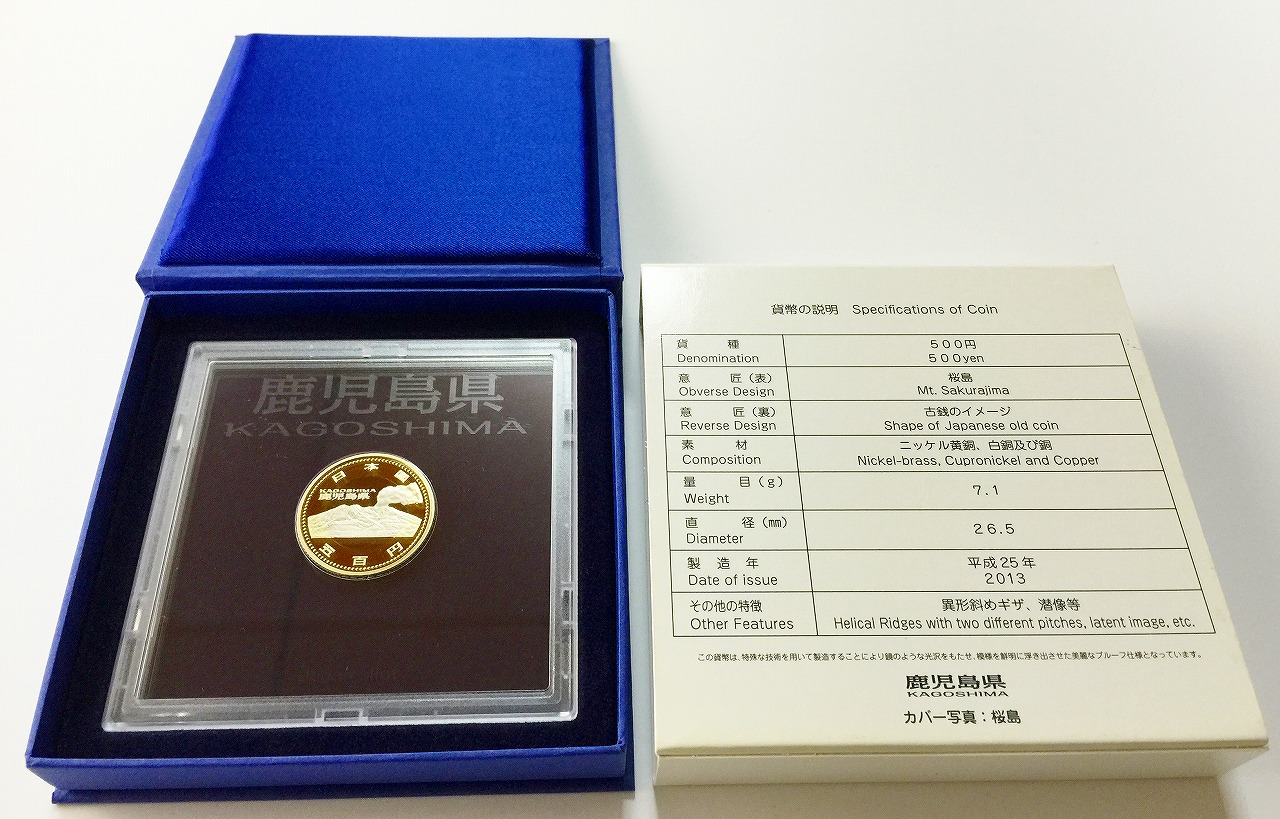 鹿児島県
KAGOSHIMA
日本国
KAGOSHIMA
鹿児島県
五百円
貨幣の説明 Specifications of Coin
貨種 500円
Denomination 500yen
意匠(表) 桜島
Obverse Design Mt. Sakurajima
意匠(裏) 古銭のイメージ
Reverse Design Shape of Japanese old coin
素材 ニッケル黄銅、白銅及び銅
Composition Nickel-brass, Cupronickel and Copper
量目(g) 7.1
Weight
直径(㎜) 26.5
Diameter
製造年 平成25年
Date of issue 2013
その他の特徴 異形斜めギザ、潜像等
Other Features Helical Ridges with two different pitches, latent image, etc.
この貨幣は、特殊な技術を用いて製造することにより鏡のような光沢をもたせ、模様を鮮明に浮き出させた美麗なプルーフ仕様となっています。
鹿児島県
KAGOSHIMA
カバー写真：桜島